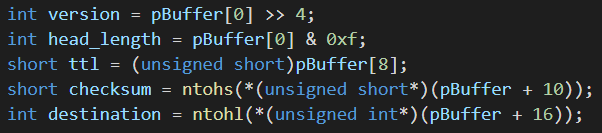 int version = pBuffer[0] >> 4;
int head_length = pBuffer[0] & 0xf;
short ttl = (unsigned short)pBuffer[8];
short checksum = ntohs(*(unsigned short*)(pBuffer + 10));
int destination = ntohl(*(unsigned int*)(pBuffer + 16));